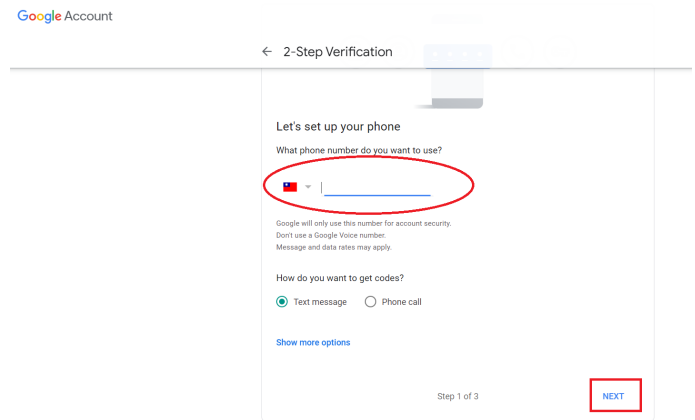 Google Account
2-Step Verification
Let's set up your phone
What phone number do you want to use?
Google will only use this number for account security.
Don't use a Google Voice number.
Message and data rates may apply.
How do you want to get codes?
Text message Phone call
Show more options
Step 1 of 3 NEXT